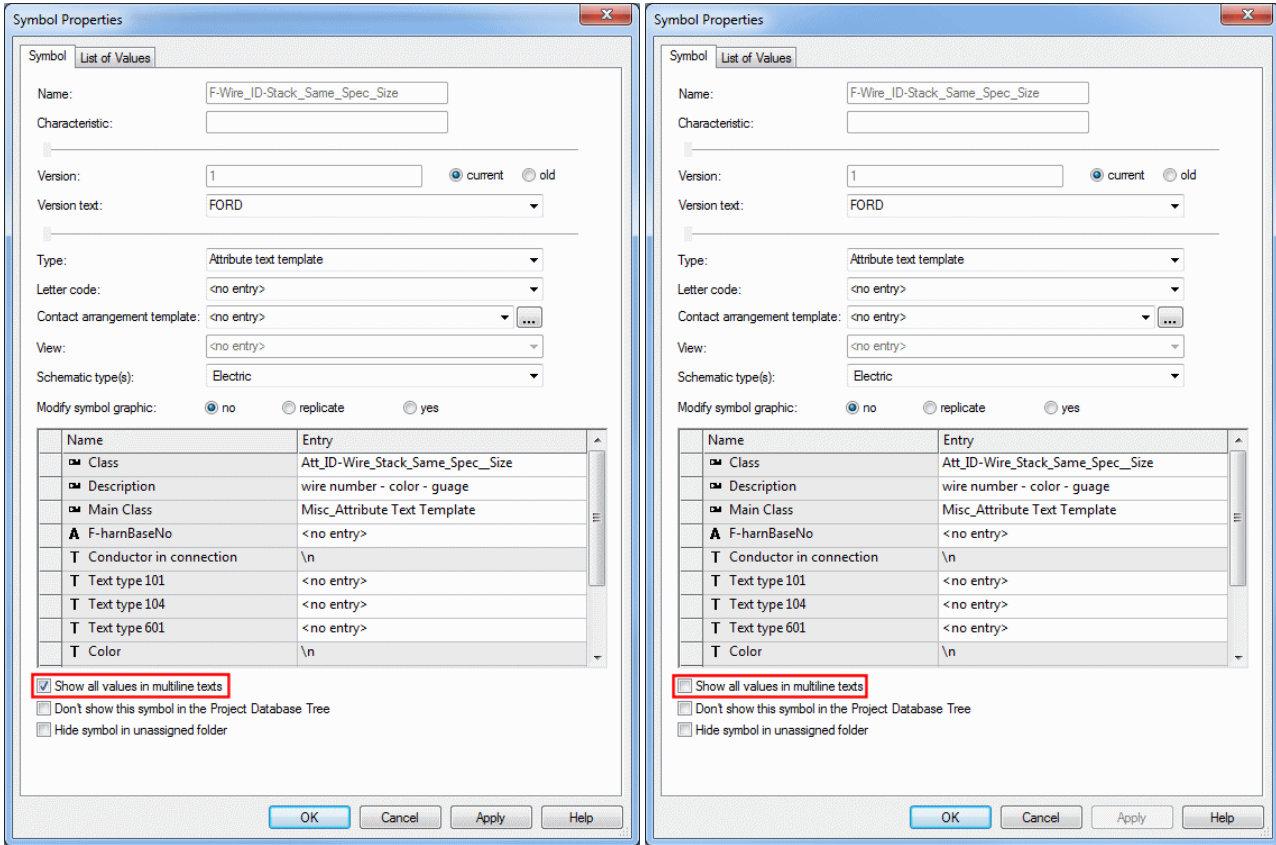 Symbol Properties
Symbol
List of Values
Name:
F-Wire_ID-Stack_Same_Spec_Size
Characteristic:
Version:
1
current
old
Version text:
FORD
Type:
Attribute text template
Letter code:
<no entry>
Contact arrangement template:
<no entry>
...
View:
<no entry>
Schematic type(s):
Electric
Modify symbol graphic:
no
replicate
yes
Name
Entry
Class
Att_ID-Wire_Stack_Same_Spec__Size
Description
wire number - color - guage
Main Class
Misc_Attribute Text Template
A F-harnBaseNo
<no entry>
T Conductor in connection
\n
T Text type 101
<no entry>
T Text type 104
<no entry>
T Text type 601
<no entry>
T Color
\n
Show all values in multiline texts
Don't show this symbol in the Project Database Tree
Hide symbol in unassigned folder
OK
Cancel
Apply
Help
Symbol Properties
Symbol
List of Values
Name:
F-Wire_ID-Stack_Same_Spec_Size
Characteristic:
Version:
1
current
old
Version text:
FORD
Type:
Attribute text template
Letter code:
<no entry>
Contact arrangement template:
<no entry>
...
View:
<no entry>
Schematic type(s):
Electric
Modify symbol graphic:
no
replicate
yes
Name
Entry
Class
Att_ID-Wire_Stack_Same_Spec__Size
Description
wire number - color - guage
Main Class
Misc_Attribute Text Template
A F-harnBaseNo
<no entry>
T Conductor in connection
\n
T Text type 101
<no entry>
T Text type 104
<no entry>
T Text type 601
<no entry>
T Color
\n
Show all values in multiline texts
Don't show this symbol in the Project Database Tree
Hide symbol in unassigned folder
OK
Cancel
Apply
Help